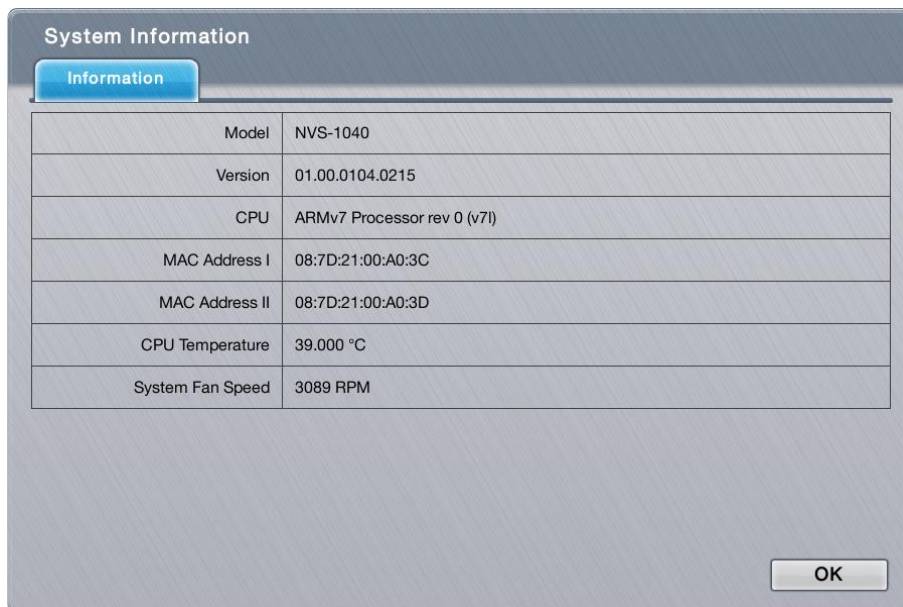 System Information
Information
Model NVS-1040
Version 01.00.0104.0215
CPU ARMv7 Processor rev 0 (v7l)
MAC Address I 08:7D:21:00:A0:3C
MAC Address II 08:7D:21:00:A0:3D
CPU Temperature 39.000 °C
System Fan Speed 3089 RPM
OK